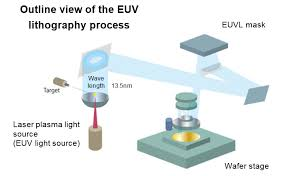 Outline view of the EUV
lithography process
EUVL mask
Wave
length
13.5nm
Target
Laser plasma light
source
(EUV light source)
Wafer stage